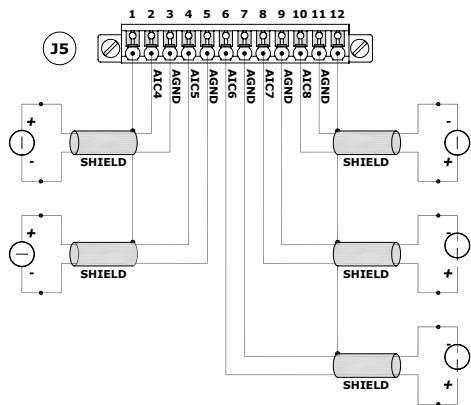 1 2 3 4 5 6 7 8 9 10 11 12
J5
AIC4
AGND
AIC5
AGND
AIC6
AGND
AIC7
AGND
AIC8
AGND
+
-
SHIELD
-
+
SHIELD
+
-
SHIELD
-
+
SHIELD
-
+
SHIELD